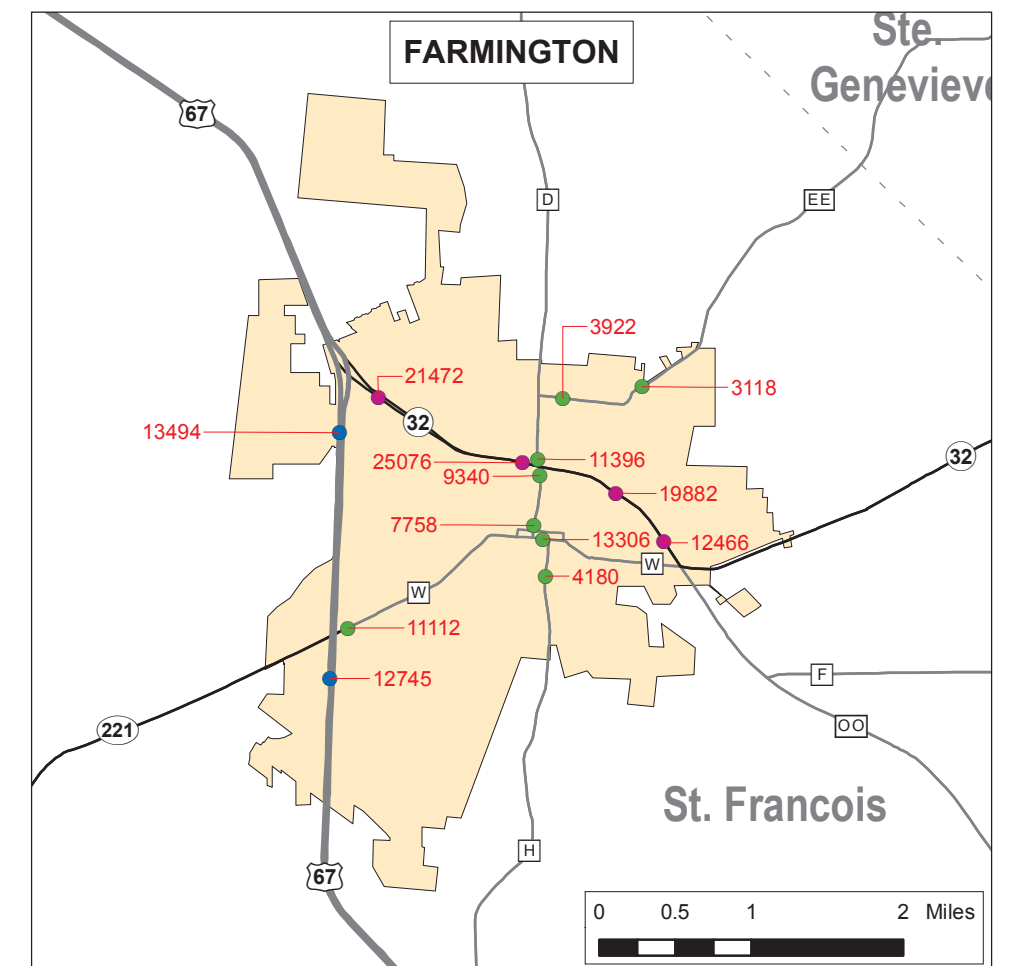 Ste.
FARMINGTON
Genevieve
67
D
EE
3922
21472
3118
32
13494
25076
11396
32
9340
19882
7758
13306
12466
W
4180
W
11112
F
12745
OO
221
St. Francois
H
67
0 0.5 1 2 Miles